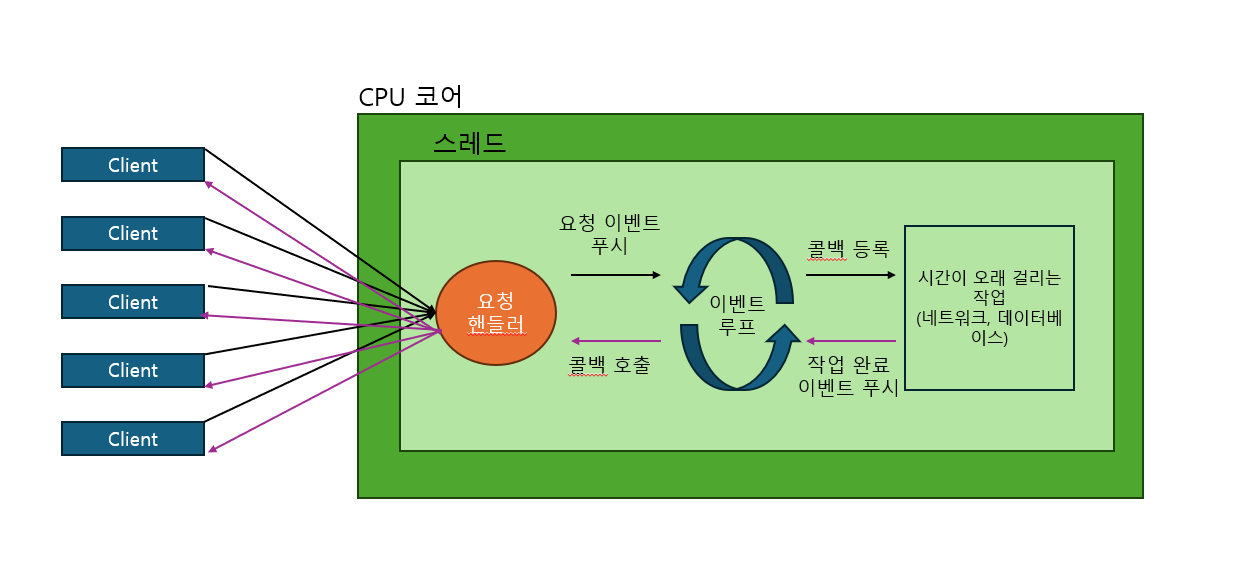 CPU 코어
스레드
Client
Client
Client
Client
Client
요청
핸들러
요청 이벤트
푸시
콜백 호출
이벤트
루프
콜백 등록
작업 완료
이벤트 푸시
시간이 오래 걸리는
작업
(네트워크, 데이터베
이스)